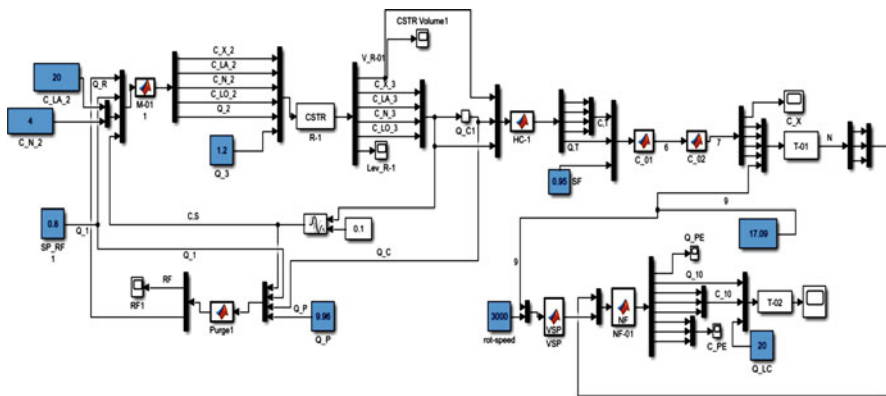 CSTR Volume1
V_R-01
Q_R
20
C_LA_2
4
C_N_2
M-01
1
C_X_2
C_LA_2
C_N_2
C_LO_2
Q_2
1.2
Q_3
CSTR
R-1
C_X_3
C_LA_3
C_N_3
C_LO_3
Lev_R-1
Q_C1
HC-1
C,T
Q,T
0.95
SF
C_01
6
C_02
7
C_X
T-01
N
9
17.09
C,S
0.1
0.8
SP_RF
1
Q_1
Q_1
Q_C
RF
RF1
Purge1
Q_P
9.96
Q_P
9
3000
rot-speed
VSP
VSP
NF
NF-01
Q_PE
Q_10
C_10
C_PE
T-02
20
Q_LC